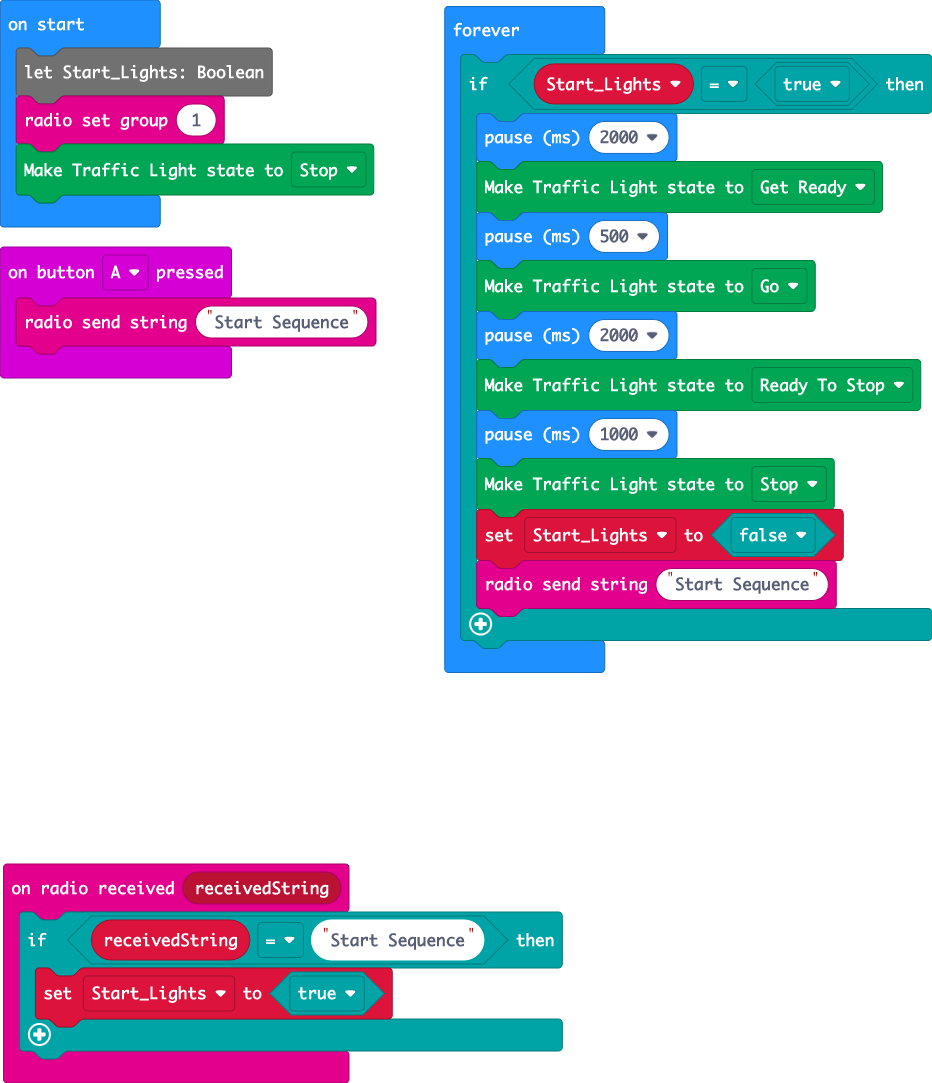 on start
let Start_Lights: Boolean
radio set group 1
Make Traffic Light state to Stop
on button A pressed
radio send string "Start Sequence"
forever
if Start_Lights = true then
pause (ms) 2000
Make Traffic Light state to Get Ready
pause (ms) 500
Make Traffic Light state to Go
pause (ms) 2000
Make Traffic Light state to Ready To Stop
pause (ms) 1000
Make Traffic Light state to Stop
set Start_Lights to false
radio send string "Start Sequence"
on radio received receivedString
if receivedString = "Start Sequence" then
set Start_Lights to true